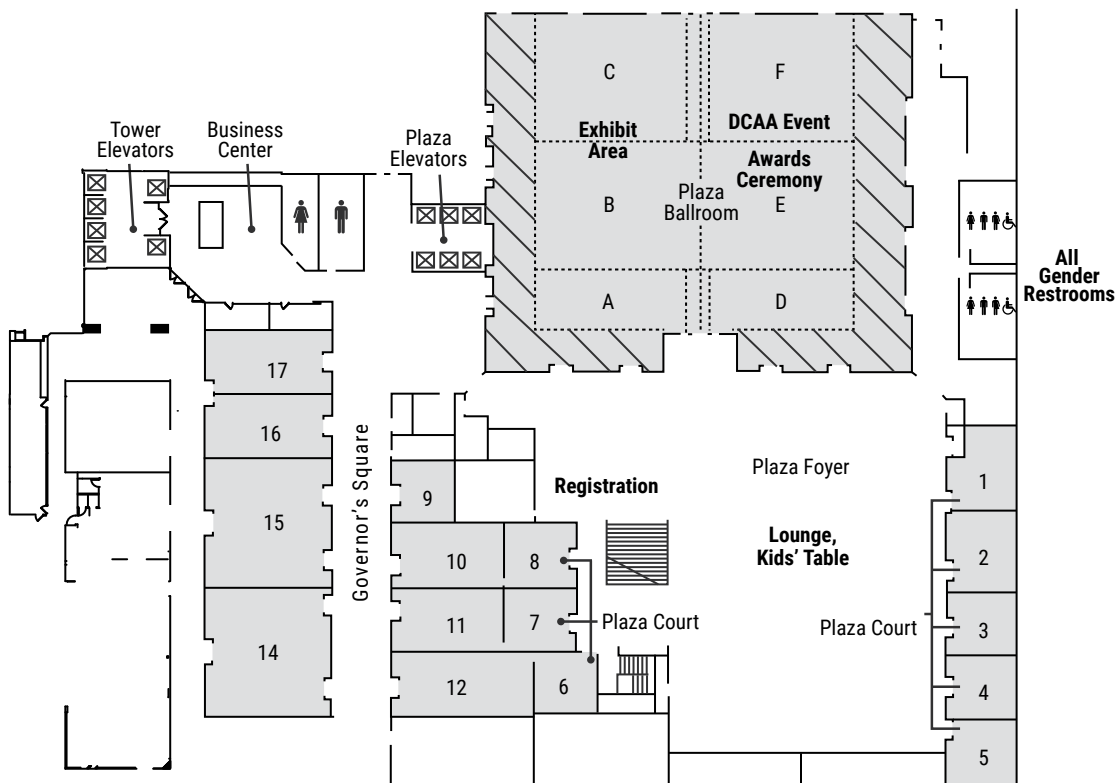 C
F
Exhibit
Area
DCAA Event
Awards
Ceremony
Tower
Elevators
Business
Center
Plaza
Elevators
B
Plaza
Ballroom
E
A
D
All
Gender
Restrooms
17
16
15
14
Governor's Square
9
10
11
12
8
7
6
Registration
Plaza Foyer
Lounge,
Kids' Table
Plaza Court
Plaza Court
1
2
3
4
5